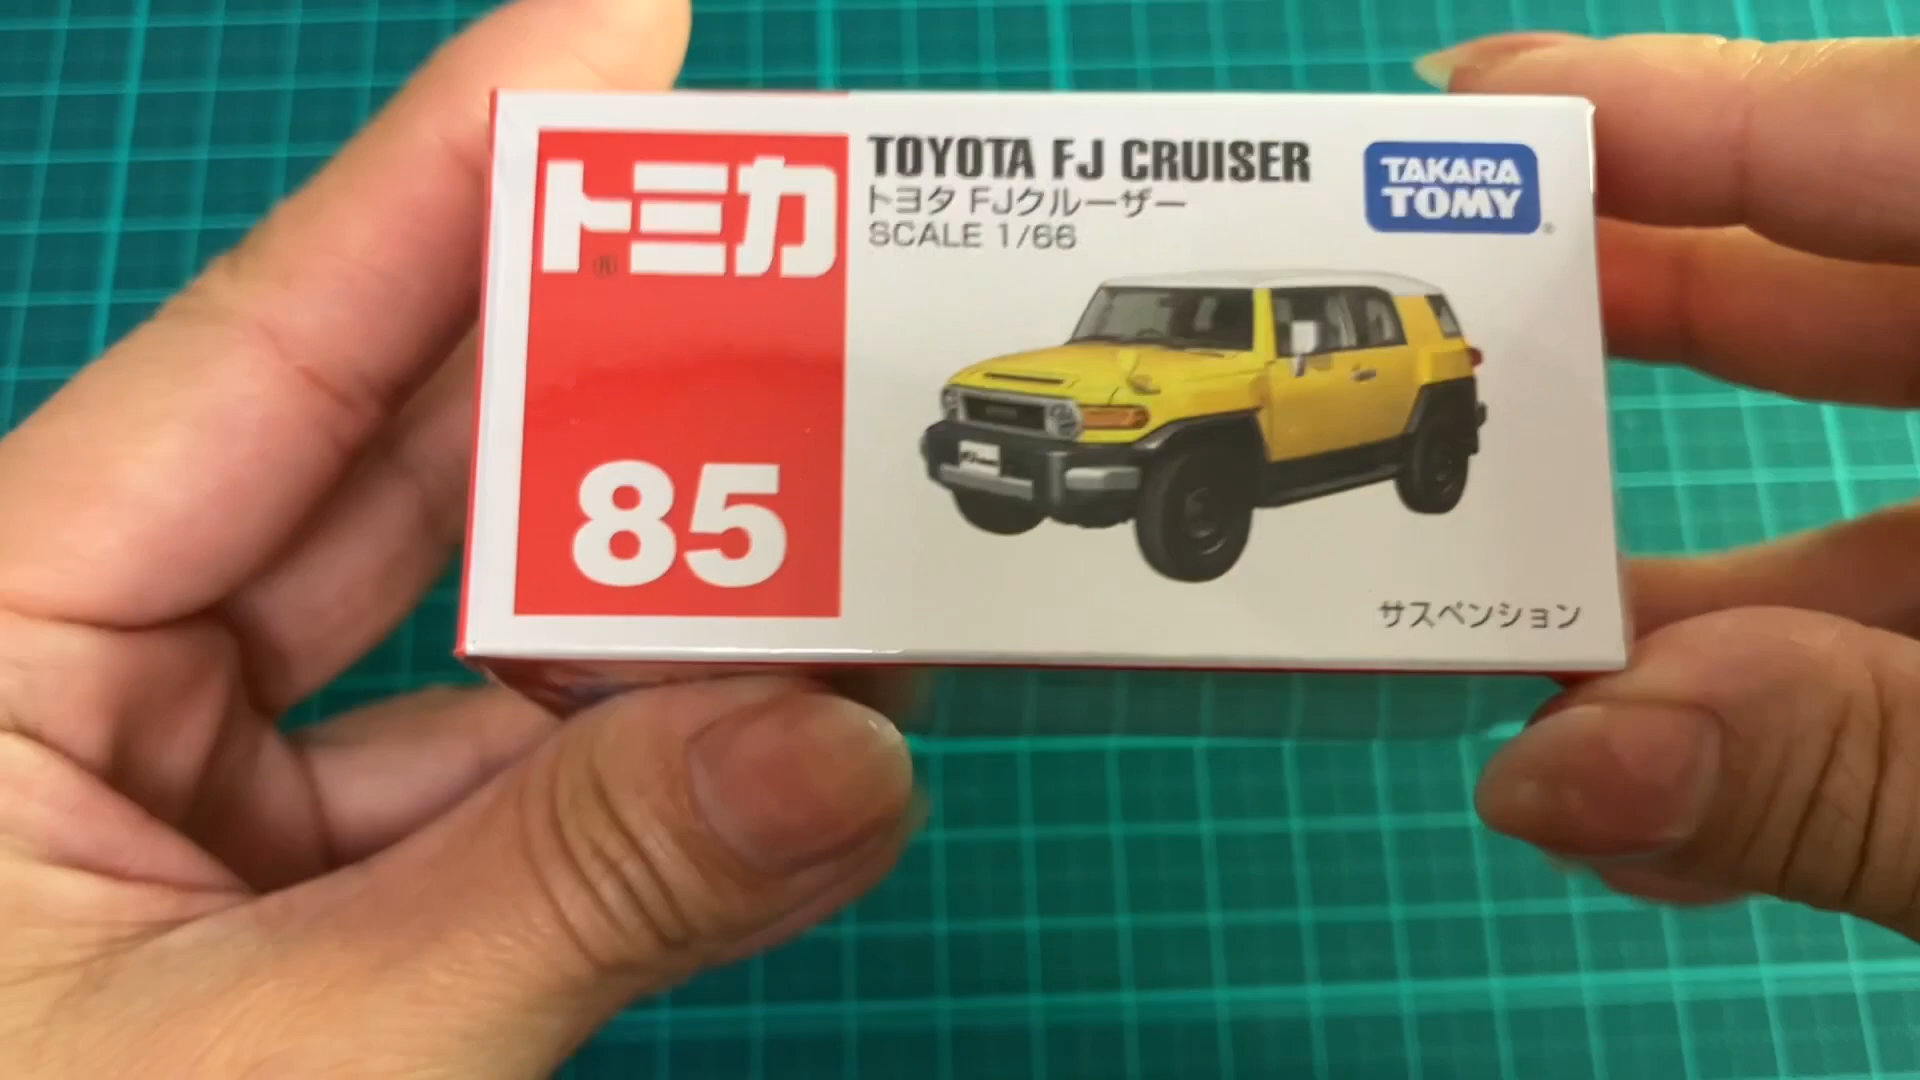 トミカ
®
85
TOYOTA FJ CRUISER
トヨタ FJクルーザー
SCALE 1/66
TAKARA
TOMY
®
サスペンション